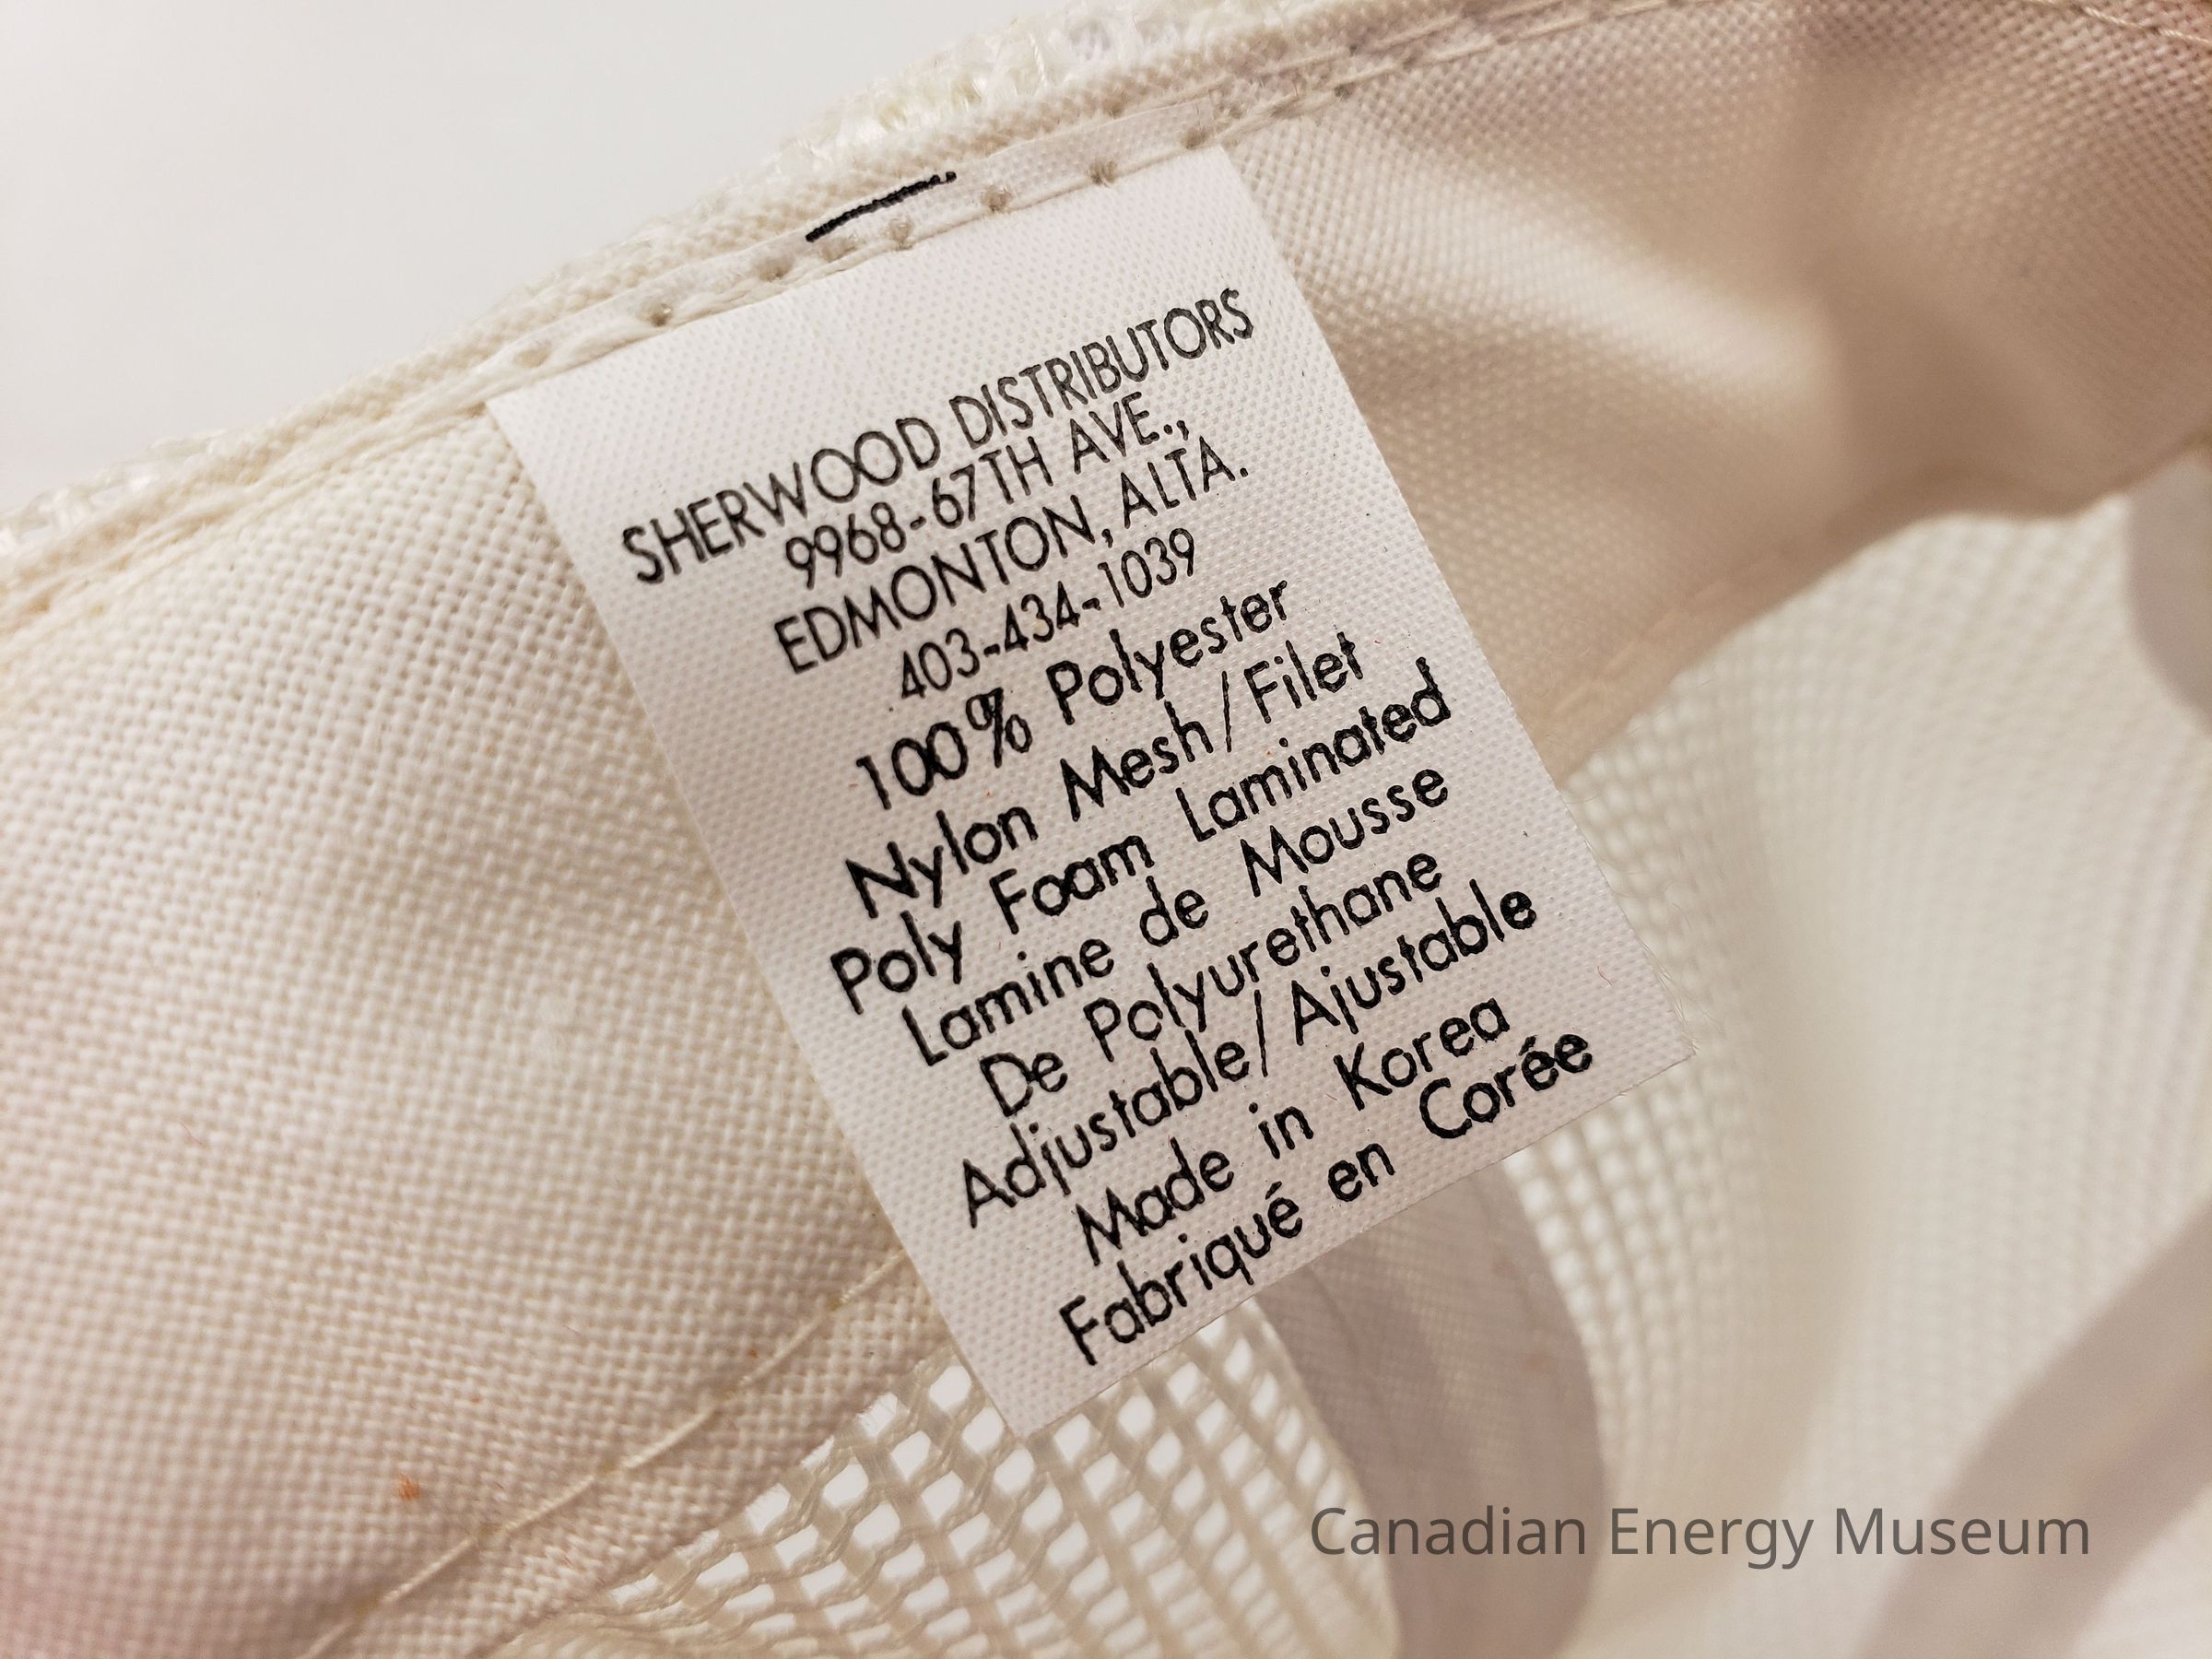 SHERWOOD DISTRIBUTORS
9968-67TH AVE.,
EDMONTON, ALTA.
403-434-1039
100% Polyester
Nylon Mesh/Filet
Poly Foam Laminated
Lamine de Mousse
De Polyurethane
Adjustable/Ajustable
Made in Korea
Fabriqué en Corée
Canadian Energy Museum